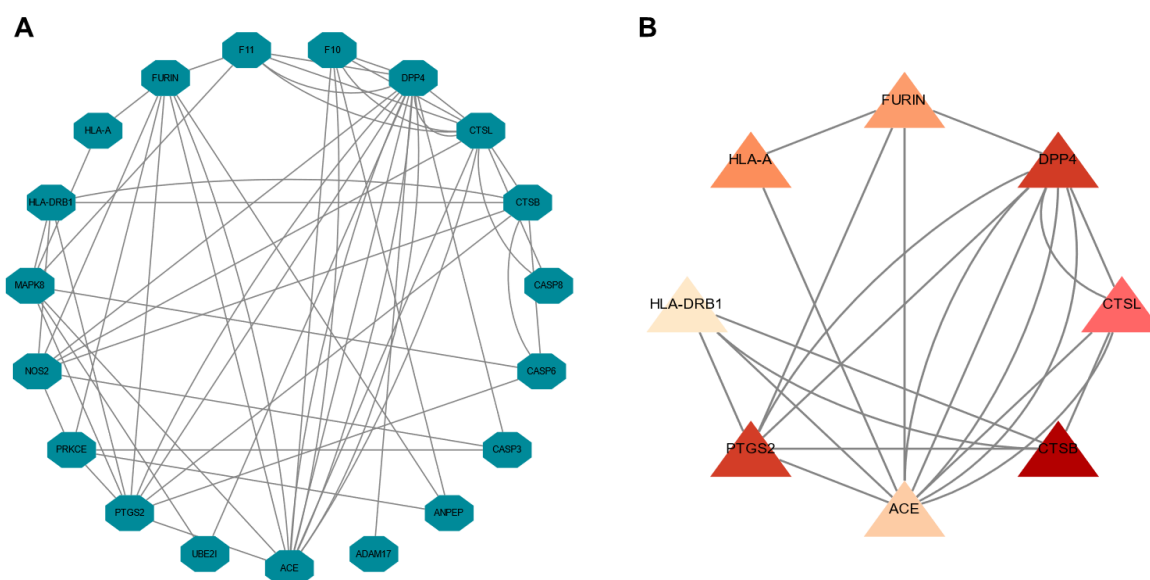 A
F11
F10
FURIN
DPP4
HLA-A
CTSL
HLA-DRB1
CTSB
MAPK8
CASP8
NOS2
CASP6
PRKCE
CASP3
PTGS2
ANPEP
UBE2I
ACE
ADAM17
B
FURIN
HLA-A
DPP4
HLA-DRB1
CTSL
PTGS2
CTSB
ACE